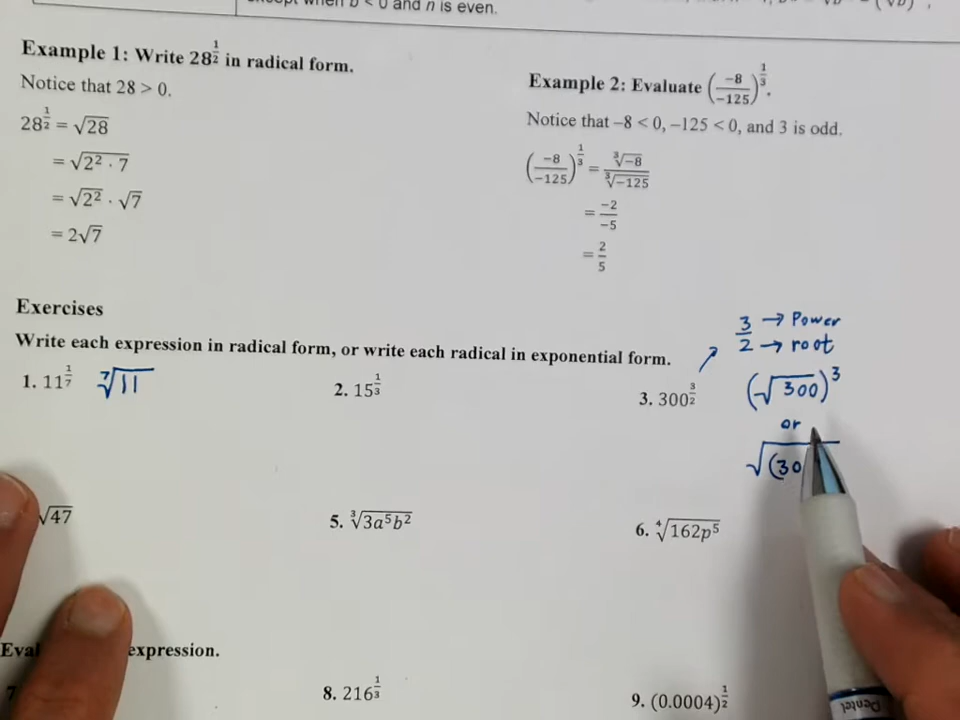 except when b < 0 and n is even.
Example 1: Write 28^{1/2} in radical form.
Notice that 28 > 0.
28^{1/2} = √28
= √(2² · 7)
= √(2²) · √7
= 2√7
Example 2: Evaluate (-8/-125)^{1/3}.
Notice that –8 < 0, –125 < 0, and 3 is odd.
(-8/-125)^{1/3} = ∛-8/∛-125
= -2/-5
= 2/5
Exercises
Write each expression in radical form, or write each radical in exponential form.
1. 11^{1/7} ⁷√11
2. 15^{1/3}
3. 300^{3/2}
3 → Power
2 → root
(√300)³
or
√(30
√47
5. ∛(3a⁵b²)
6. ∜(162p⁵)
expression.
8. 216^{1/3}
9. (0.0004)^{1/2}
Pentel